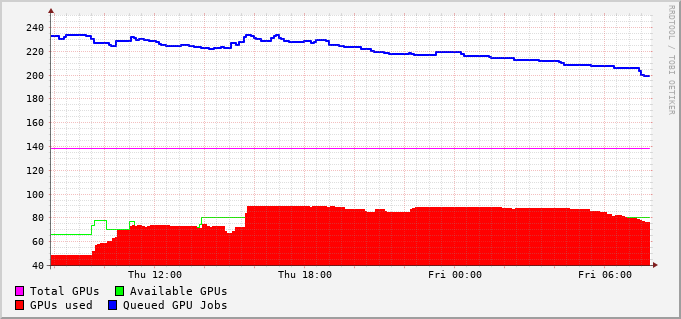 240
220
200
180
160
140
120
100
80
60
40
Thu 12:00 Thu 18:00 Fri 00:00 Fri 06:00
Total GPUs Available GPUs
GPUs used Queued GPU Jobs
RRDTOOL / TOBI OETIKER